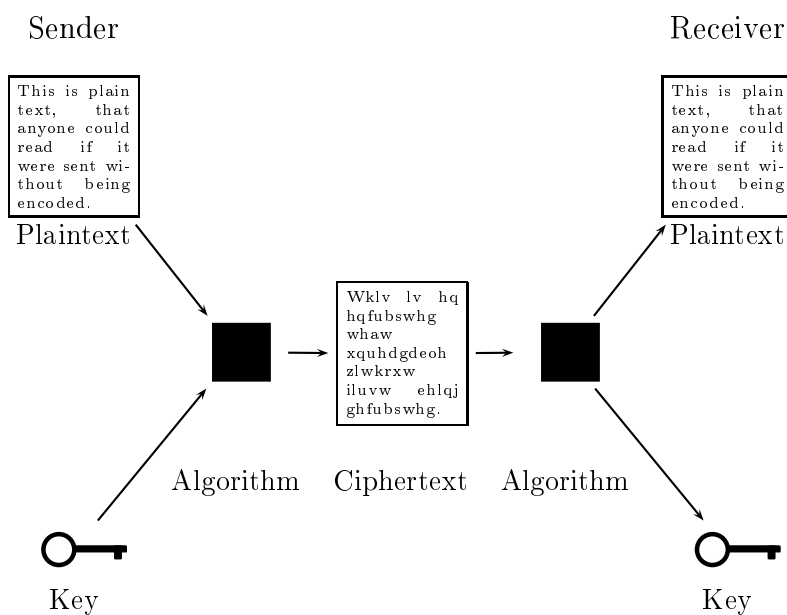 Sender
Receiver
This is plain
text, that
anyone could
read if it
were sent wi-
thout being
encoded.
Plaintext
This is plain
text, that
anyone could
read if it
were sent wi-
thout being
encoded.
Plaintext
Wklv lv hq
hqfubswhg
whaw
xquhdgdeoh
zlwkrxw
iluvw ehlqj
ghfubswhg.
Algorithm
Ciphertext
Algorithm
Key
Key